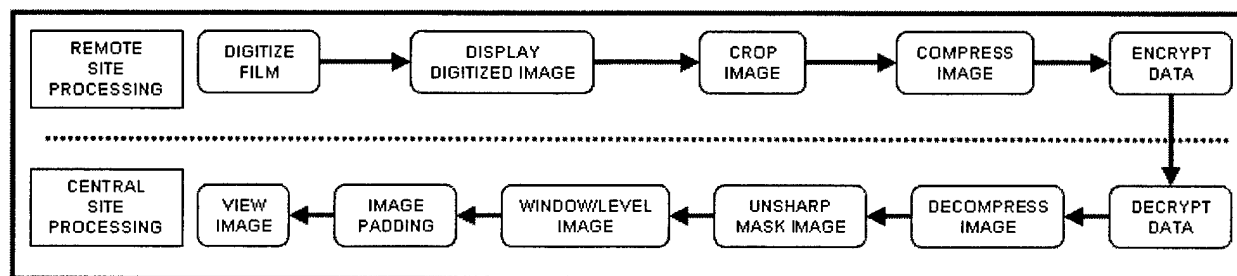 REMOTE
SITE
PROCESSING
DIGITIZE
FILM
DISPLAY
DIGITIZED IMAGE
CROP
IMAGE
COMPRESS
IMAGE
ENCRYPT
DATA
CENTRAL
SITE
PROCESSING
VIEW
IMAGE
IMAGE
PADDING
WINDOW/LEVEL
IMAGE
UNSHARP
MASK IMAGE
DECOMPRESS
IMAGE
DECRYPT
DATA